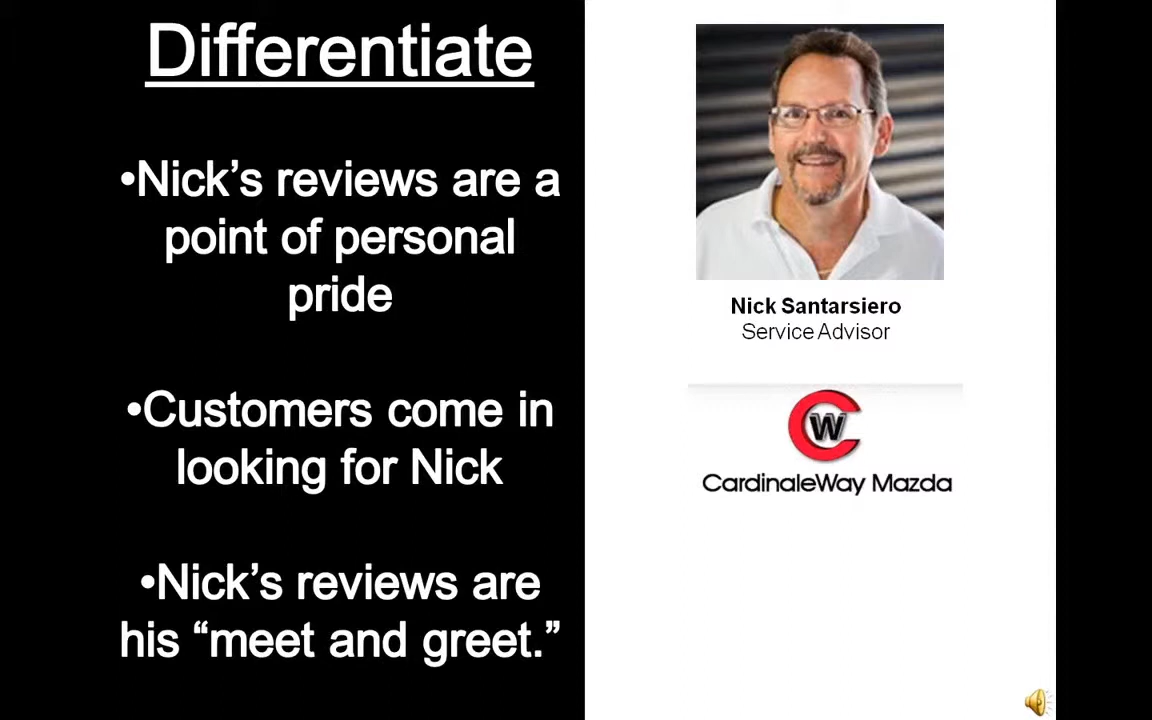 Differentiate
•Nick’s reviews are a
point of personal
pride
•Customers come in
looking for Nick
•Nick’s reviews are
his “meet and greet.”
Nick Santarsiero
Service Advisor
CW
CardinaleWay Mazda